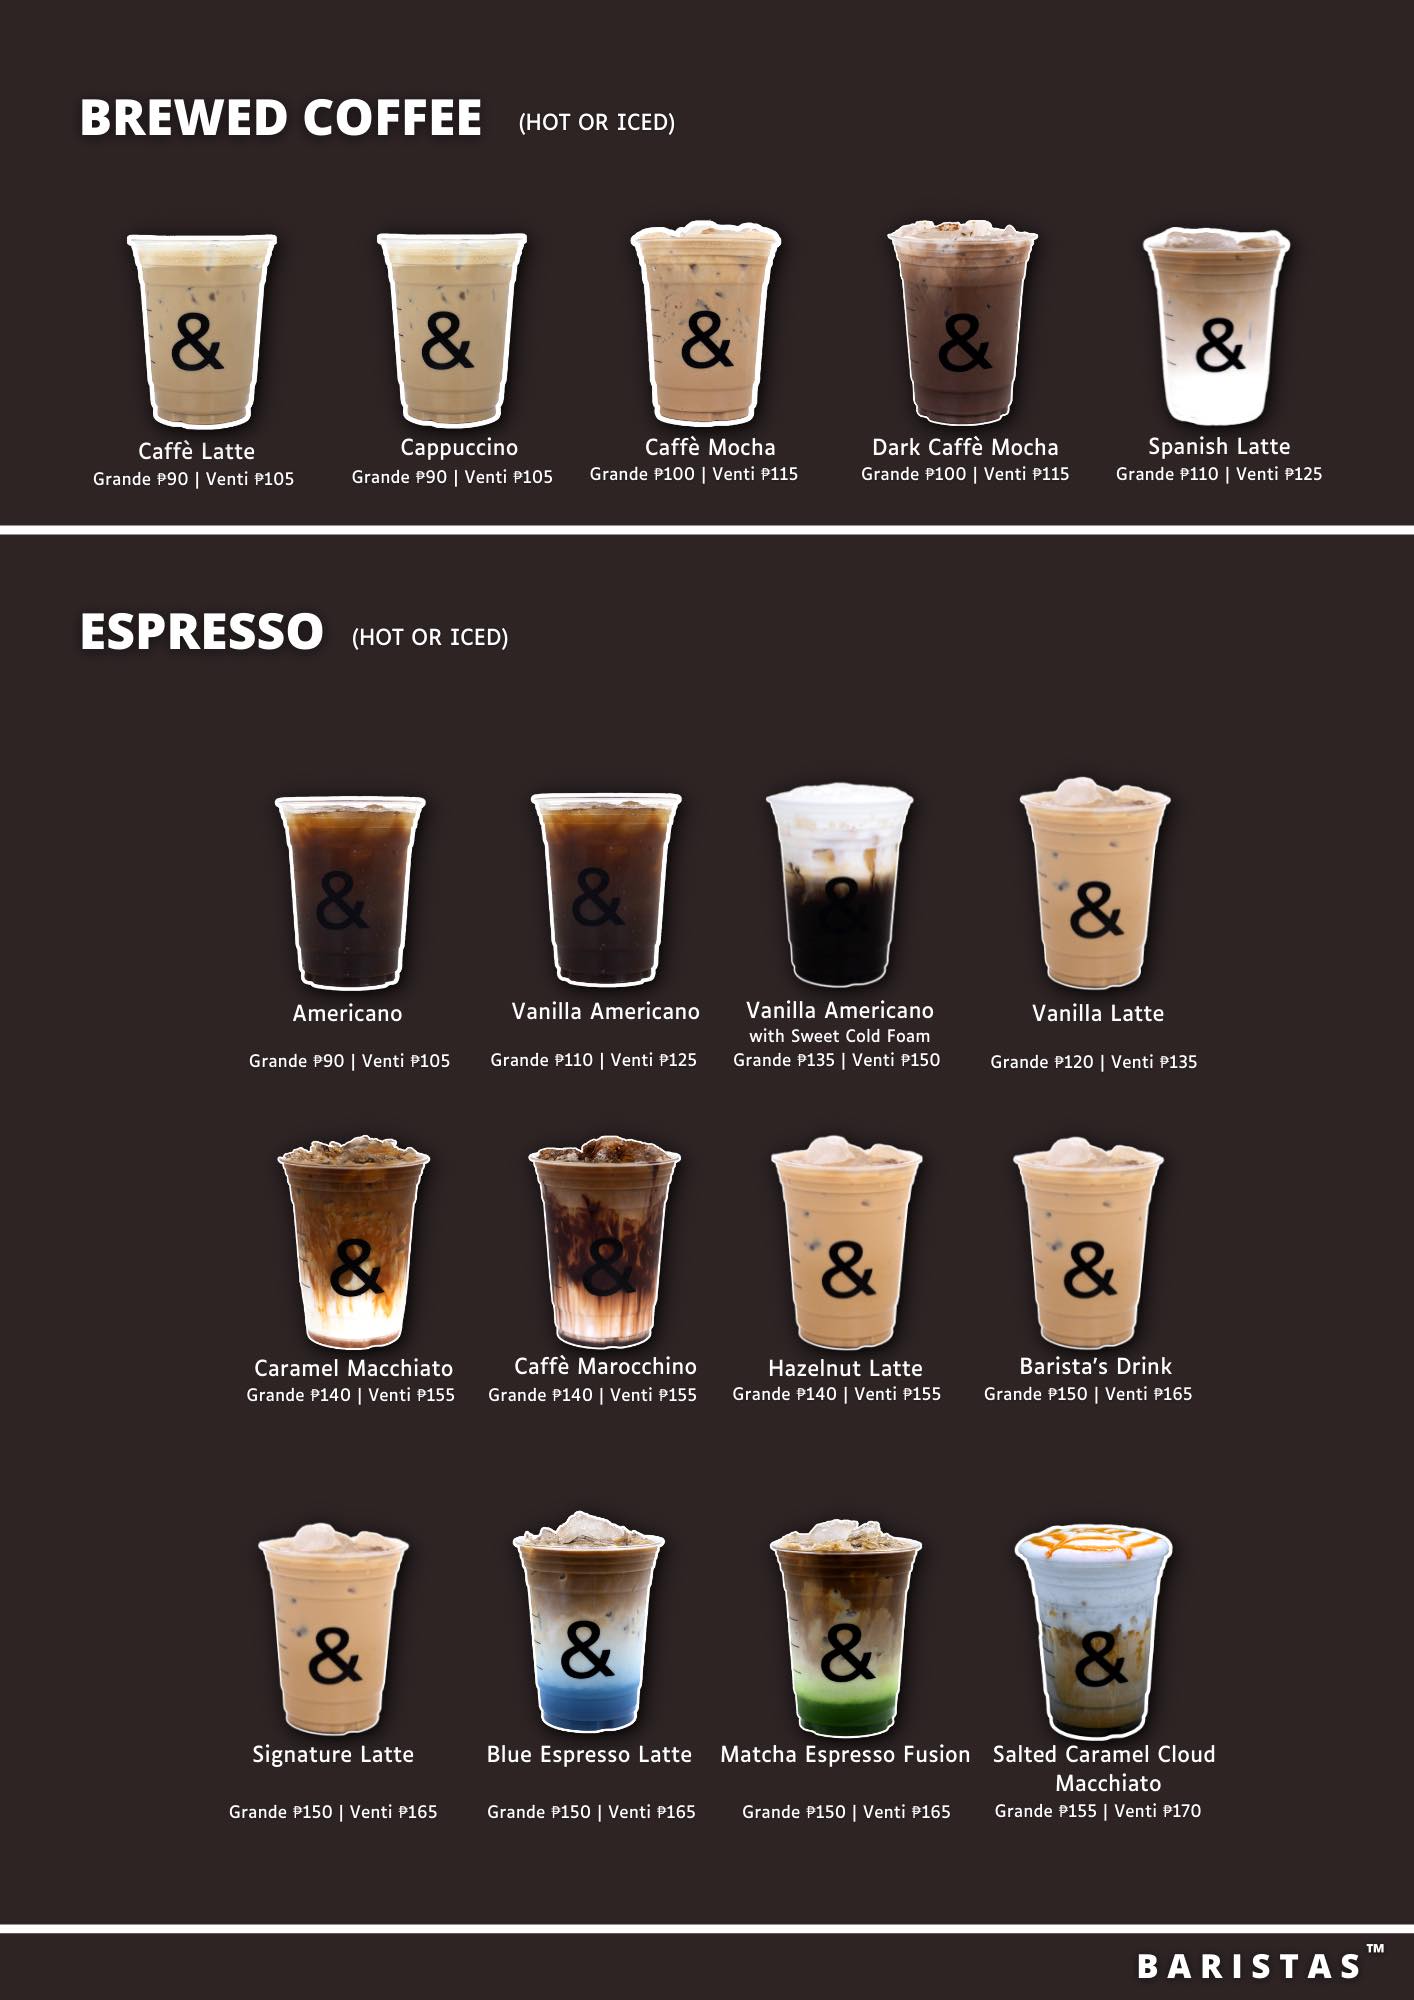 BREWED COFFEE (HOT OR ICED)
&
&
&
&
&
Caffè Latte
Grande ₱90 | Venti ₱105
Cappuccino
Grande ₱90 | Venti ₱105
Caffè Mocha
Grande ₱100 | Venti ₱115
Dark Caffè Mocha
Grande ₱100 | Venti ₱115
Spanish Latte
Grande ₱110 | Venti ₱125
ESPRESSO (HOT OR ICED)
&
&
&
&
Americano
Grande ₱90 | Venti ₱105
Vanilla Americano
Grande ₱110 | Venti ₱125
Vanilla Americano
with Sweet Cold Foam
Grande ₱135 | Venti ₱150
Vanilla Latte
Grande ₱120 | Venti ₱135
&
&
&
&
Caramel Macchiato
Grande ₱140 | Venti ₱155
Caffè Marocchino
Grande ₱140 | Venti ₱155
Hazelnut Latte
Grande ₱140 | Venti ₱155
Barista's Drink
Grande ₱150 | Venti ₱165
&
&
&
&
Signature Latte
Grande ₱150 | Venti ₱165
Blue Espresso Latte
Grande ₱150 | Venti ₱165
Matcha Espresso Fusion
Grande ₱150 | Venti ₱165
Salted Caramel Cloud
Macchiato
Grande ₱155 | Venti ₱170
BARISTAS™